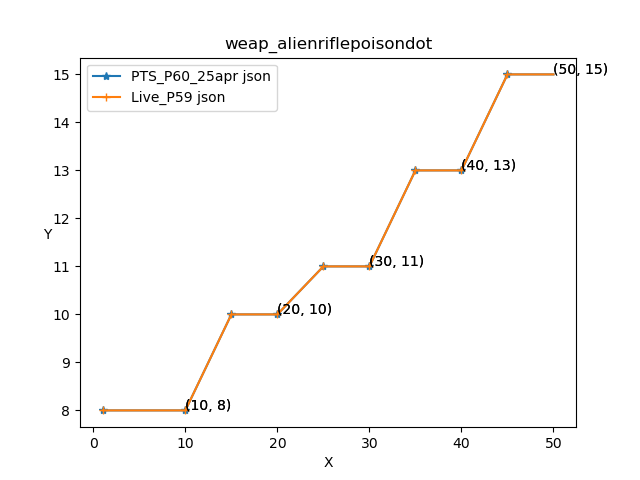 weap_alienriflepoisondot
PTS_P60_25apr json
Live_P59 json
15
14
13
12
11
10
9
8
Y
(50, 15)
(40, 13)
(30, 11)
(20, 10)
(10, 8)
0 10 20 30 40 50
X